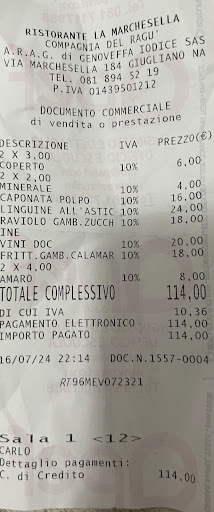 RISTORANTE LA MARCHESELLA
COMPAGNIA DEL RAGU'
A.R.A.G. di GENOVEFFA IODICE SAS
VIA MARCHESELLA 184 GIUGLIANO NA
TEL. 081 894 52 19
P.IVA 01439501212
DOCUMENTO COMMERCIALE
di vendita o prestazione
DESCRIZIONE IVA PREZZO(€)
2 X 3,00
COPERTO 10% 6,00
2 X 2,00
MINERALE 10% 4,00
CAPONATA POLPO 10% 16,00
LINGUINE ALL'ASTIC 10% 24,00
RAVIOLO GAMB.ZUCCH 10% 18,00
INE
VINI DOC 10% 20,00
FRITT.GAMB.CALAMAR 10% 18,00
2 X 4,00
AMARO 10% 8,00
TOTALE COMPLESSIVO 114,00
DI CUI IVA 10,36
PAGAMENTO ELETTRONICO 114,00
IMPORTO PAGATO 114,00
16/07/24 22:14 DOC.N.1557-0004
RT96MEV072321
Sala 1 <12>
CARLO
Dettaglio pagamenti:
C. di Credito 114,00